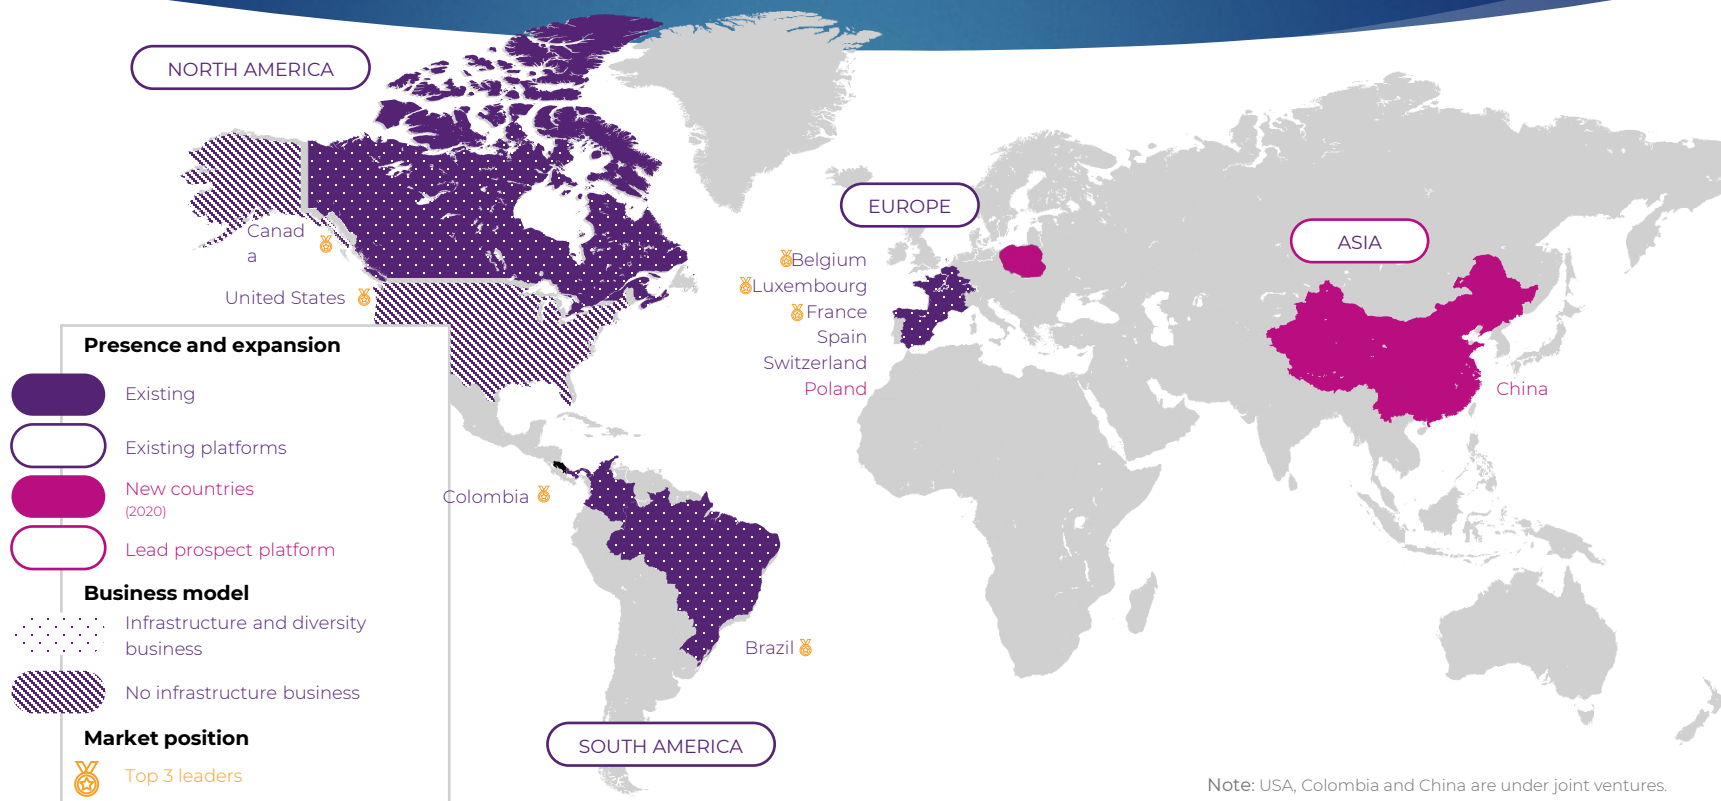 NORTH AMERICA
EUROPE
ASIA
Canad
a
United States
Belgium
Luxembourg
France
Spain
Switzerland
Poland
China
Presence and expansion
Existing
Existing platforms
New countries
(2020)
Lead prospect platform
Business model
Infrastructure and diversity
business
No infrastructure business
Market position
Top 3 leaders
Colombia
Brazil
SOUTH AMERICA
Note: USA, Colombia and China are under joint ventures.